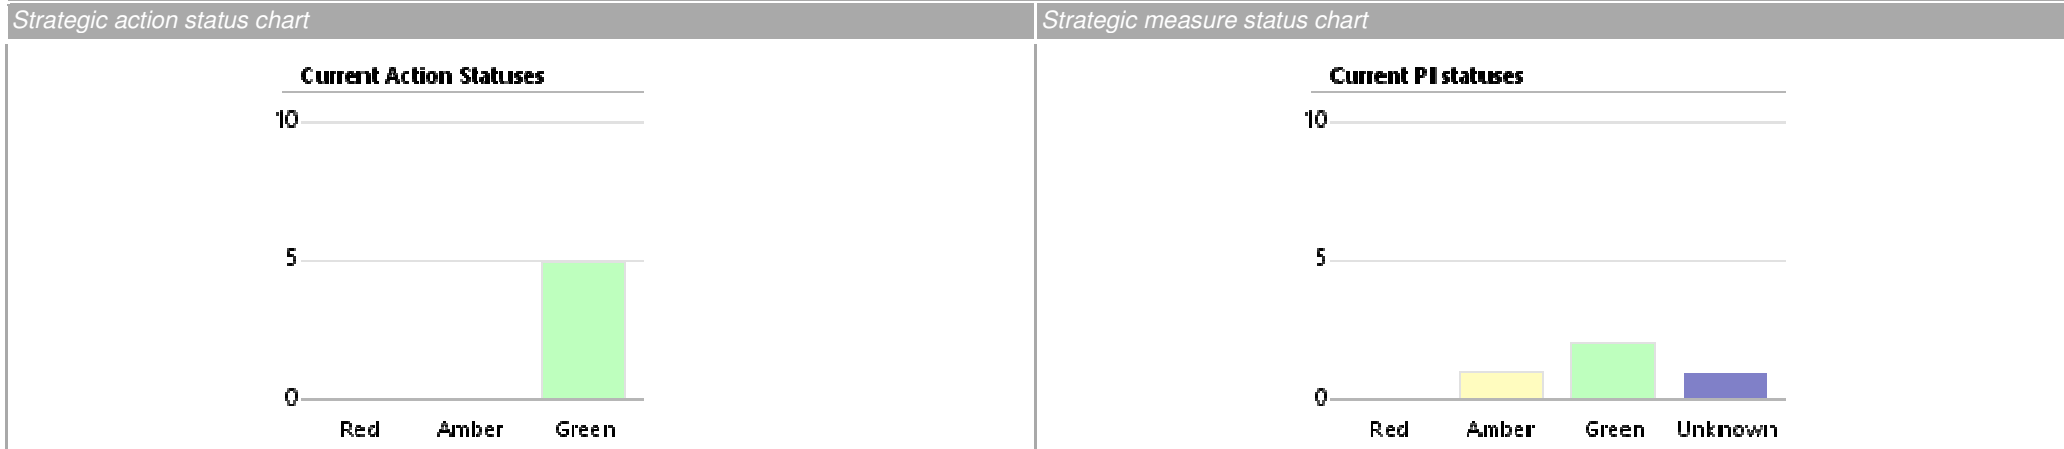 Strategic action status chart
Strategic measure status chart
Current Action Statuses
10
5
0
Red Amber Green
Current PI statuses
10
5
0
Red Amber Green Unknown